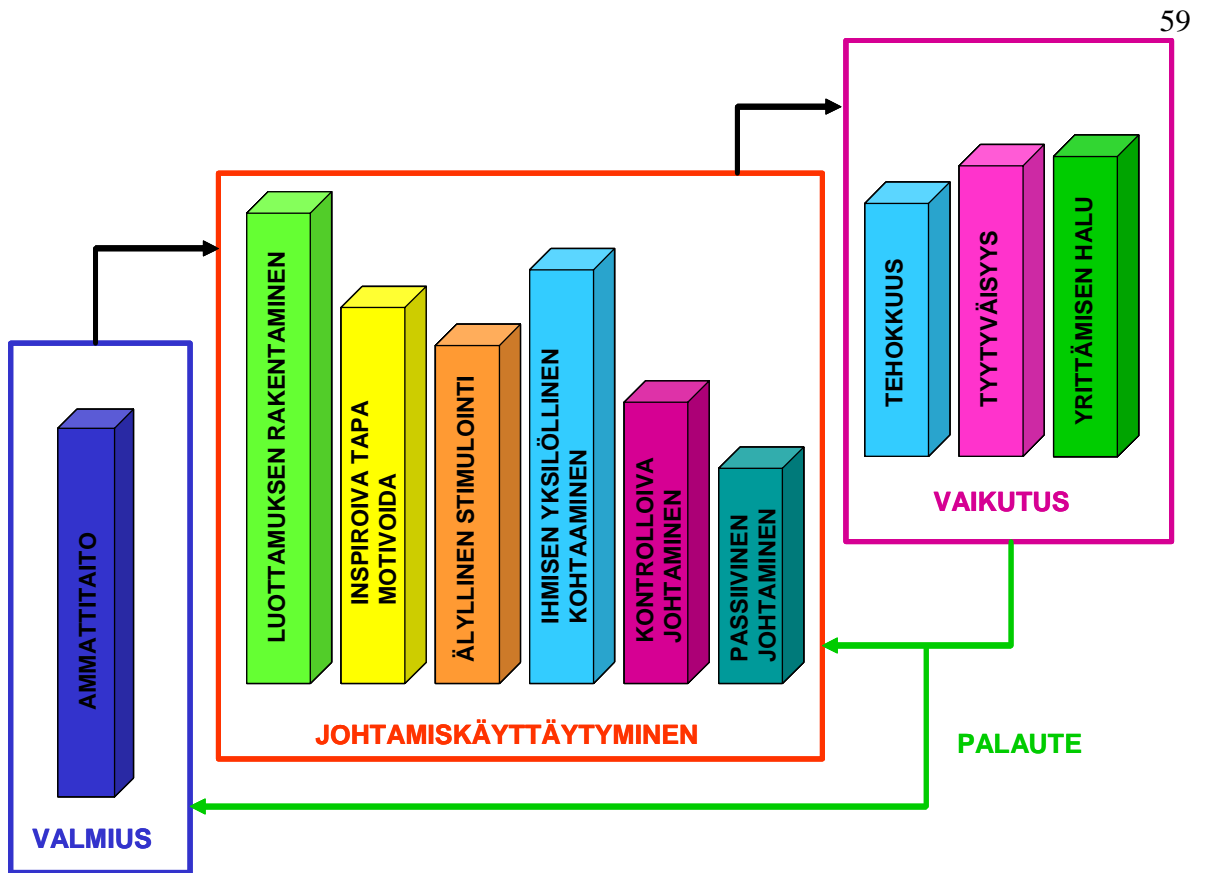 59
AMMATTITAITO
VALMIUS
LUOTTAMUKSEN RAKENTAMINEN
INSPIROIVA TAPA
MOTIVOIDA
ÄLYLLINEN STIMULOINTI
IHMISEN YKSILÖLLINEN
KOHTAAMINEN
KONTROLLOIVA
JOHTAMINEN
PASSIIVINEN
JOHTAMINEN
JOHTAMISKÄYTTÄYTYMINEN
TEHOKKUUS
TYYTYVÄISYYS
YRITTÄMISEN HALU
VAIKUTUS
PALAUTE